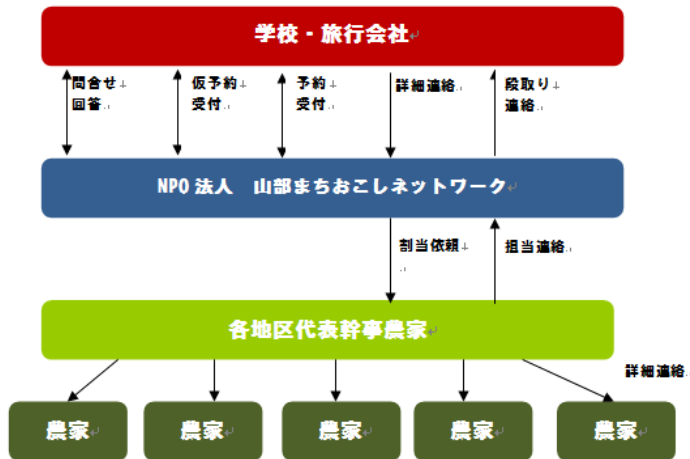 学校・旅行会社
問合せ
回答
仮予約
受付
予約
受付
詳細連絡
段取り
連絡
NPO法人　山部まちおこしネットワーク
割当依頼
担当連絡
各地区代表幹事農家
詳細連絡
農家
農家
農家
農家
農家